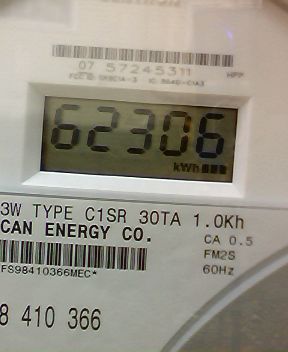 07 57245311
HPP
62306
kWh
3W TYPE C1SR 30TA 1.0Kh
CAN ENERGY CO.
CA 0.5
FM2S
FS98410366MEC*
60Hz
8 410 366